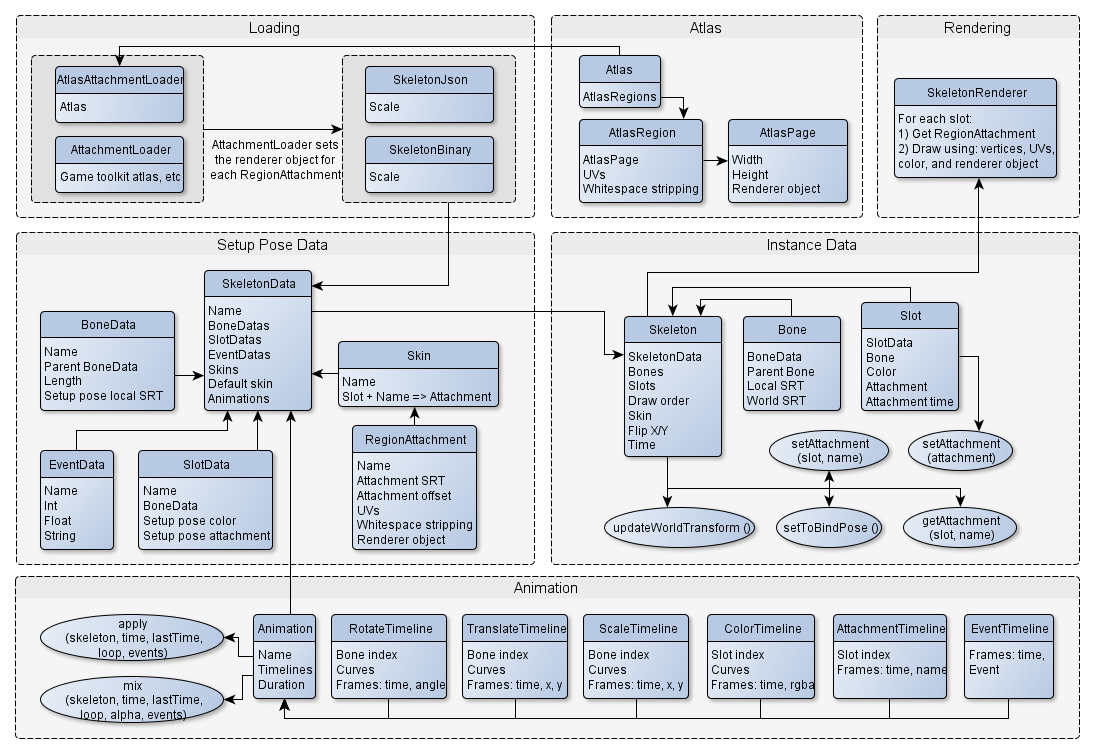 Loading
AtlasAttachmentLoader
Atlas
AttachmentLoader
Game toolkit atlas, etc
AttachmentLoader sets
the renderer object for
each RegionAttachment
SkeletonJson
Scale
SkeletonBinary
Scale
Atlas
Atlas
AtlasRegions
AtlasRegion
AtlasPage
UVs
Whitespace stripping
AtlasPage
Width
Height
Renderer object
Rendering
SkeletonRenderer
For each slot:
1) Get RegionAttachment
2) Draw using: vertices, UVs,
color, and renderer object
Setup Pose Data
SkeletonData
Name
BoneDatas
SlotDatas
EventDatas
Skins
Default skin
Animations
BoneData
Name
Parent BoneData
Length
Setup pose local SRT
Skin
Name
Slot + Name => Attachment
EventData
Name
Int
Float
String
SlotData
Name
BoneData
Setup pose color
Setup pose attachment
RegionAttachment
Name
Attachment SRT
Attachment offset
UVs
Whitespace stripping
Renderer object
Instance Data
Skeleton
SkeletonData
Bones
Slots
Draw order
Skin
Flip X/Y
Time
Bone
BoneData
Parent Bone
Local SRT
World SRT
Slot
SlotData
Bone
Color
Attachment
Attachment time
setAttachment
(slot, name)
setAttachment
(attachment)
updateWorldTransform ()
setToBindPose ()
getAttachment
(slot, name)
Animation
apply
(skeleton, time, lastTime,
loop, events)
mix
(skeleton, time, lastTime,
loop, alpha, events)
Animation
Name
Timelines
Duration
RotateTimeline
Bone index
Curves
Frames: time, angle
TranslateTimeline
Bone index
Curves
Frames: time, x, y
ScaleTimeline
Bone index
Curves
Frames: time, x, y
ColorTimeline
Slot index
Curves
Frames: time, rgba
AttachmentTimeline
Slot index
Frames: time, name
EventTimeline
Frames: time,
Event